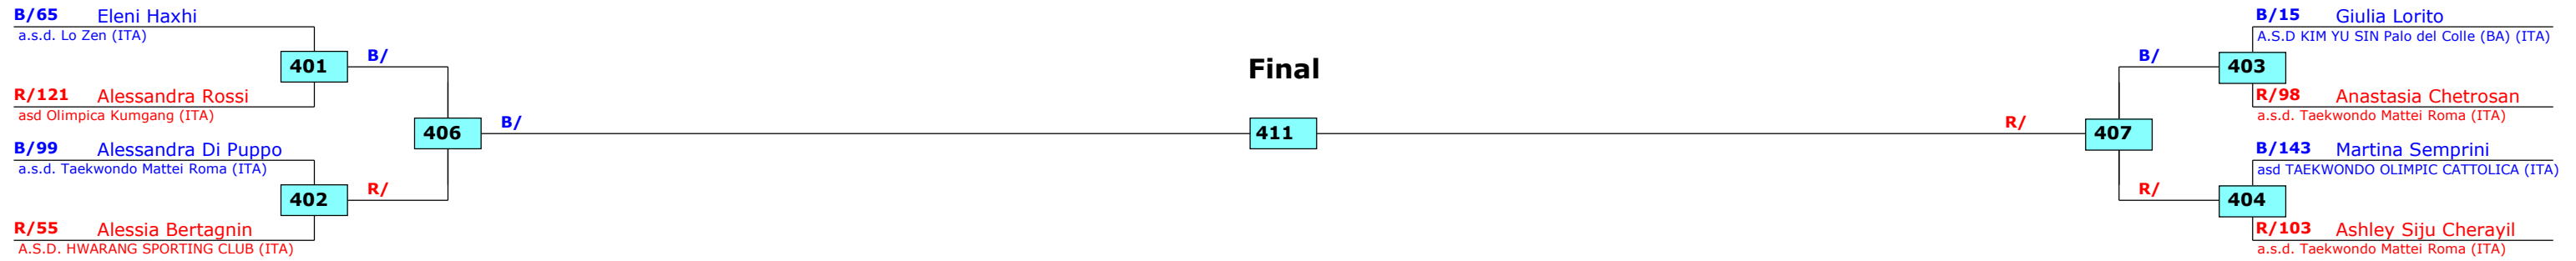 B/65 Eleni Haxhi
a.s.d. Lo Zen (ITA)
401
B/
R/121 Alessandra Rossi
asd Olimpica Kumgang (ITA)
406
B/
B/99 Alessandra Di Puppo
a.s.d. Taekwondo Mattei Roma (ITA)
402
R/
R/55 Alessia Bertagnin
A.S.D. HWARANG SPORTING CLUB (ITA)
Final
411
B/15 Giulia Lorito
A.S.D KIM YU SIN Palo del Colle (BA) (ITA)
B/
403
R/98 Anastasia Chetrosan
a.s.d. Taekwondo Mattei Roma (ITA)
R/
407
B/143 Martina Semprini
asd TAEKWONDO OLIMPIC CATTOLICA (ITA)
R/
404
R/103 Ashley Siju Cherayil
a.s.d. Taekwondo Mattei Roma (ITA)